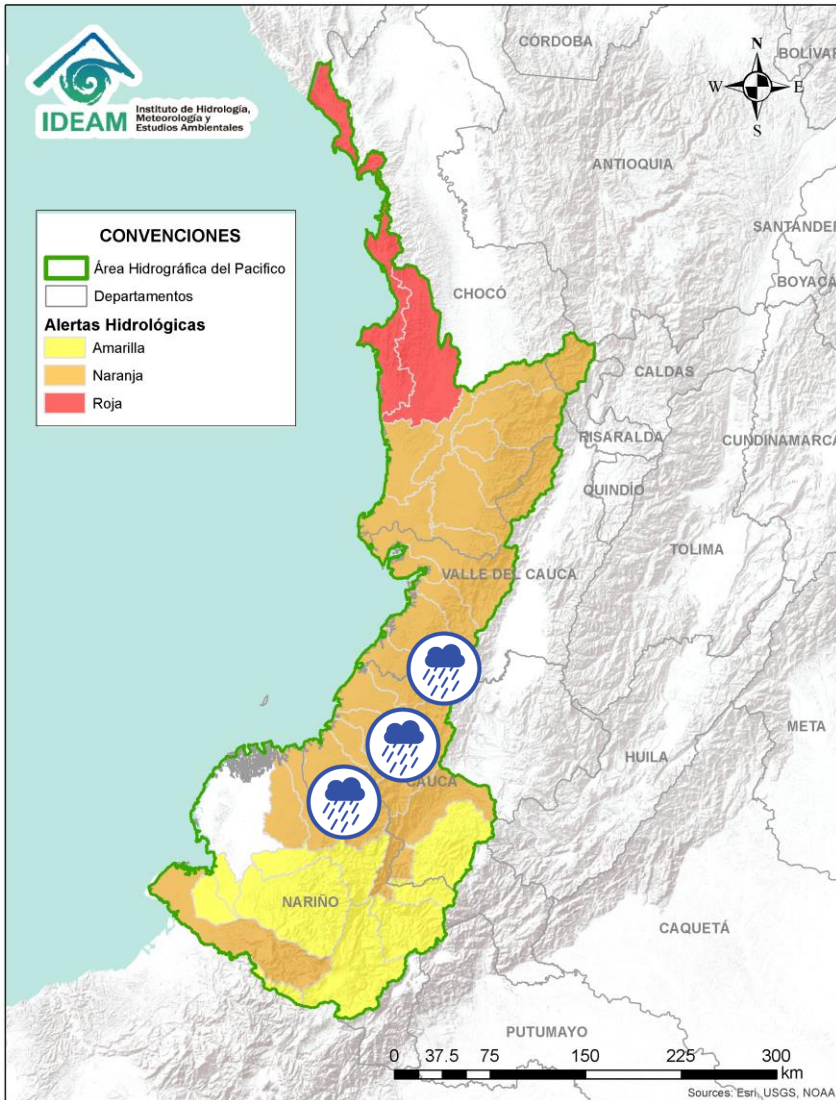 IDEAM
Instituto de Hidrología,
Meteorología y
Estudios Ambientales
CÓRDOBA
BOLÍVAR
N
W
E
S
ANTIOQUIA
SANTANDER
BOYACÁ
CONVENCIONES
Área Hidrográfica del Pacifico
Departamentos
Alertas Hidrológicas
Amarilla
Naranja
Roja
CHOCÓ
CALDAS
RISARALDA
CUNDINAMARCA
QUINDÍO
TOLIMA
VALLE DEL CAUCA
META
HUILA
CAUCA
NARIÑO
CAQUETÁ
PUTUMAYO
0 37.5 75 150 225 300
km
Sources: Esri, USGS, NOAA